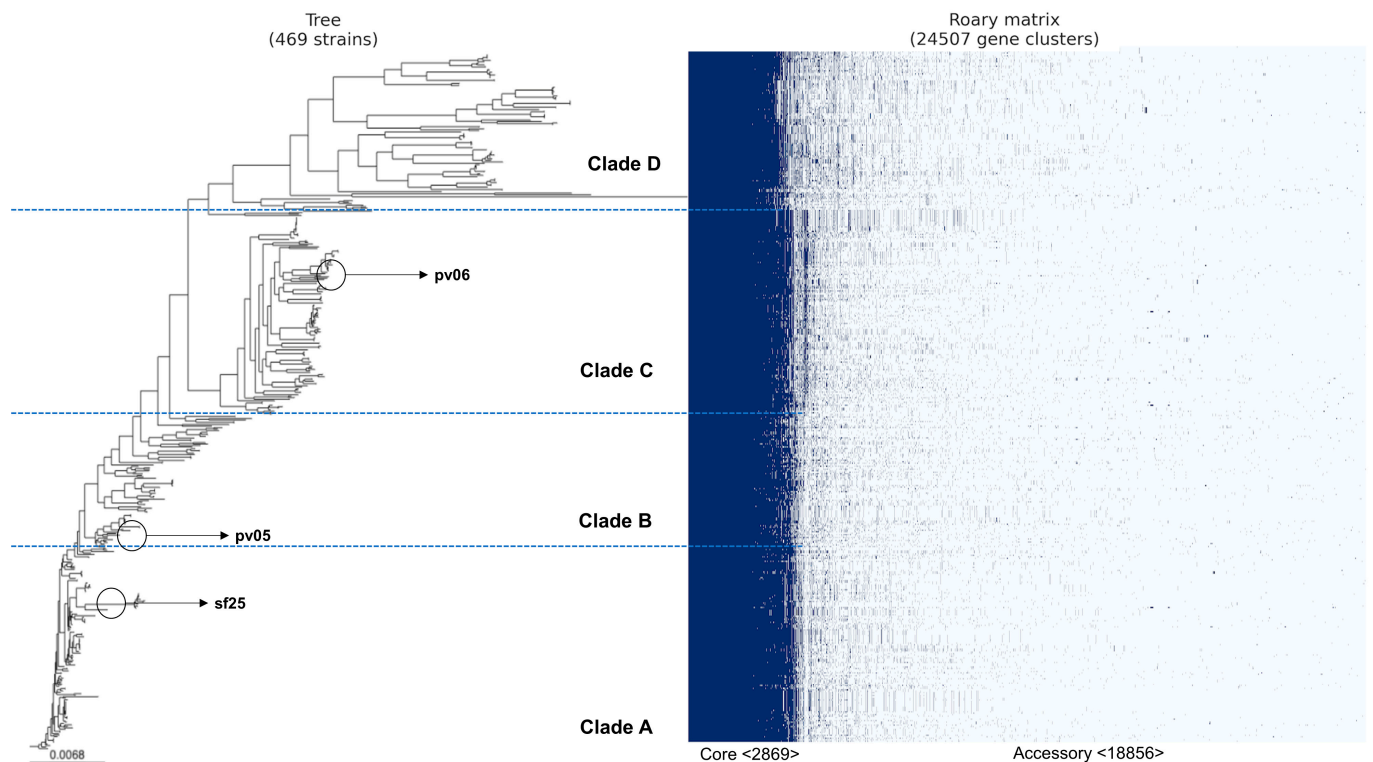 Tree
(469 strains)
Roary matrix
(24507 gene clusters)
Clade D
pv06
Clade C
Clade B
pv05
sf25
Clade A
0.0068
Core <2869>
Accessory <18856>